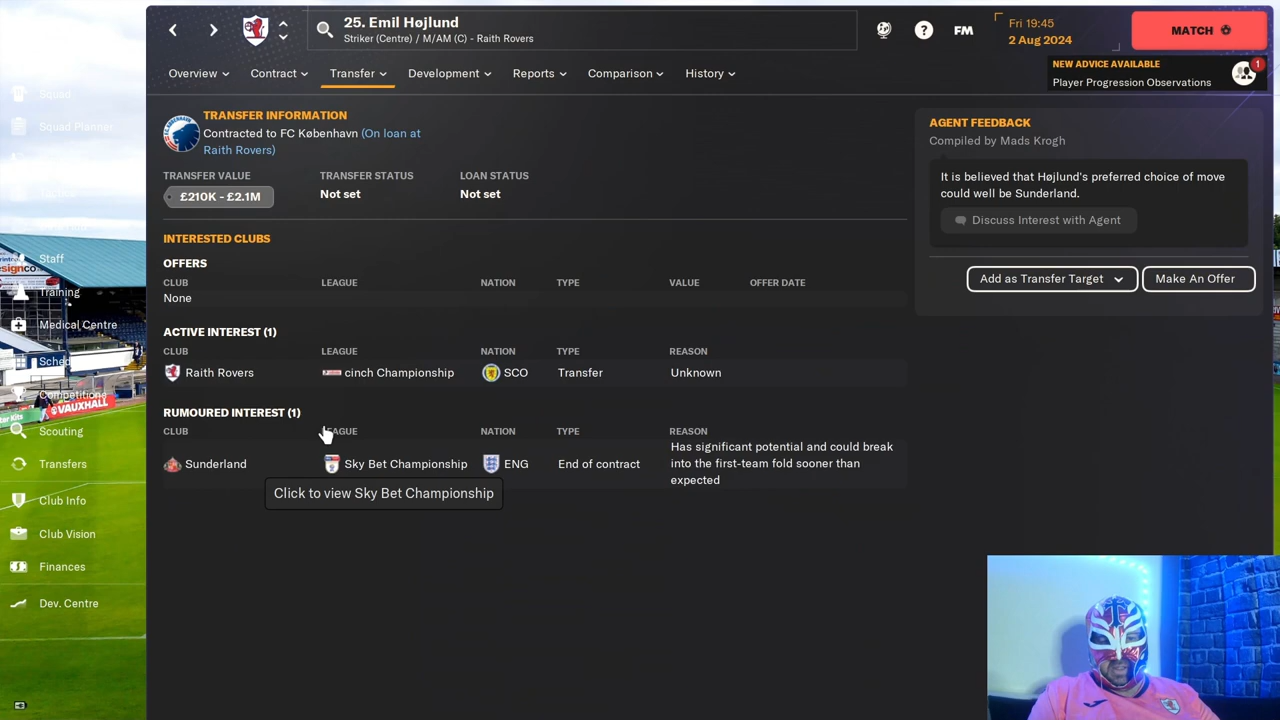 25. Emil Højlund
Striker (Centre) / M/AM (C) - Raith Rovers
FM
Fri 19:45
2 Aug 2024
MATCH
Overview
Contract
Transfer
Development
Reports
Comparison
History
NEW ADVICE AVAILABLE
Player Progression Observations
1
Squad
Squad Planner
Staff
Training
Medical Centre
Sched
Competitions
Scouting
Transfers
Club Info
Club Vision
Finances
Dev. Centre
VAUXHALL
TRANSFER INFORMATION
Contracted to FC København (On loan at
Raith Rovers)
TRANSFER VALUE
TRANSFER STATUS
LOAN STATUS
£210K - £2.1M
Not set
Not set
INTERESTED CLUBS
OFFERS
CLUB LEAGUE NATION TYPE VALUE OFFER DATE
None
ACTIVE INTEREST (1)
CLUB LEAGUE NATION TYPE REASON
Raith Rovers cinch Championship SCO Transfer Unknown
RUMOURED INTEREST (1)
CLUB LEAGUE NATION TYPE REASON
Sunderland Sky Bet Championship ENG End of contract
Has significant potential and could break
into the first-team fold sooner than
expected
Click to view Sky Bet Championship
AGENT FEEDBACK
Compiled by Mads Krogh
It is believed that Højlund's preferred choice of move
could well be Sunderland.
Discuss Interest with Agent
Add as Transfer Target
Make An Offer